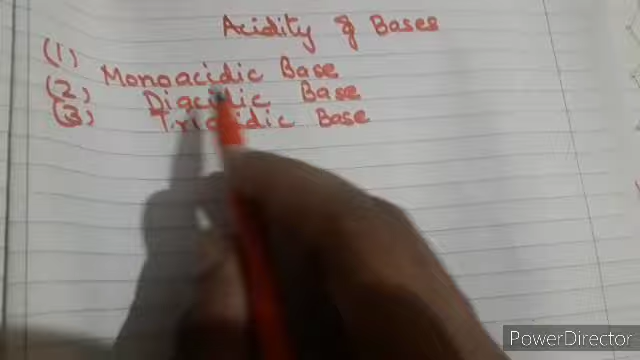 Acidity of Bases
(1) Monoacidic Base
(2) Diacidic Base
(3) Triacidic Base
PowerDirector